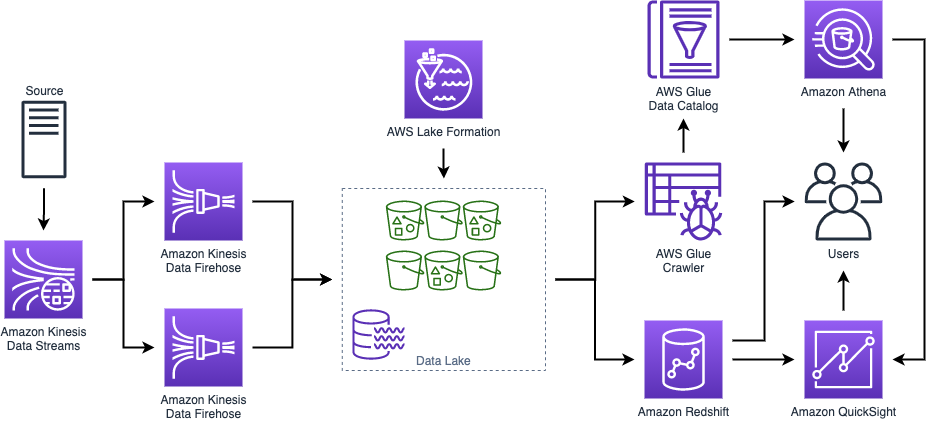 Source
Amazon Kinesis
Data Streams
Amazon Kinesis
Data Firehose
Amazon Kinesis
Data Firehose
AWS Lake Formation
Data Lake
AWS Glue
Data Catalog
AWS Glue
Crawler
Amazon Redshift
Amazon Athena
Users
Amazon QuickSight